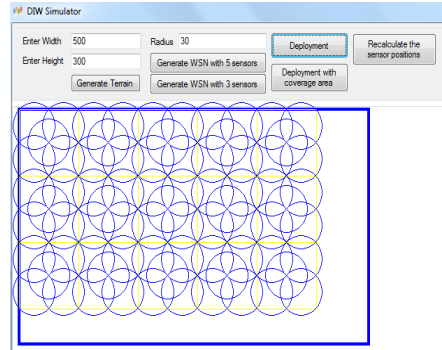 DIW Simulator
Enter Width 500 Radius 30
Deployment
Recalculate the
sensor positions
Enter Height 300
Generate WSN with 5 sensors
Deployment with
coverage area
Generate Terrain
Generate WSN with 3 sensors